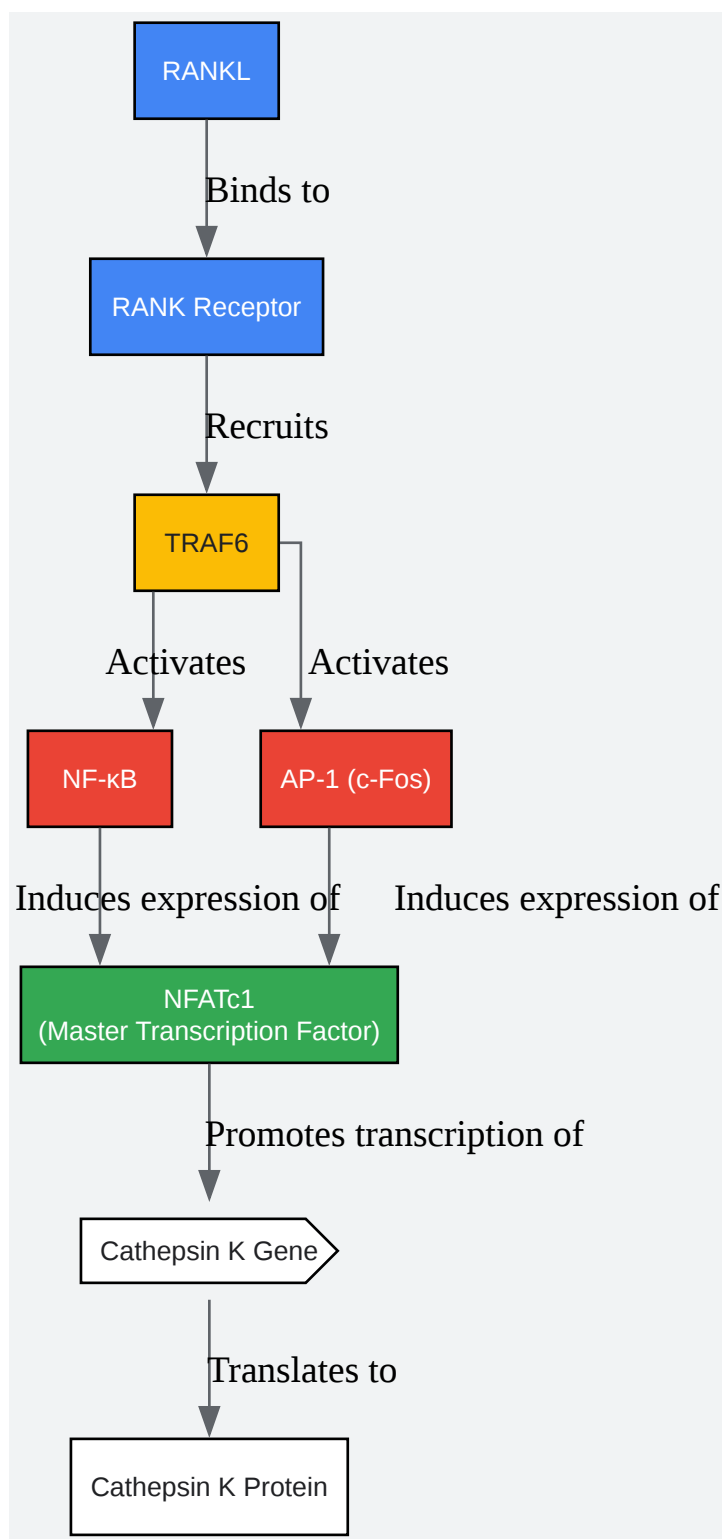 RANKL
Binds to
RANK Receptor
Recruits
TRAF6
Activates
Activates
NF-κB
AP-1 (c-Fos)
Induces expression of
Induces expression of
NFATc1
(Master Transcription Factor)
Promotes transcription of
Cathepsin K Gene
Translates to
Cathepsin K Protein